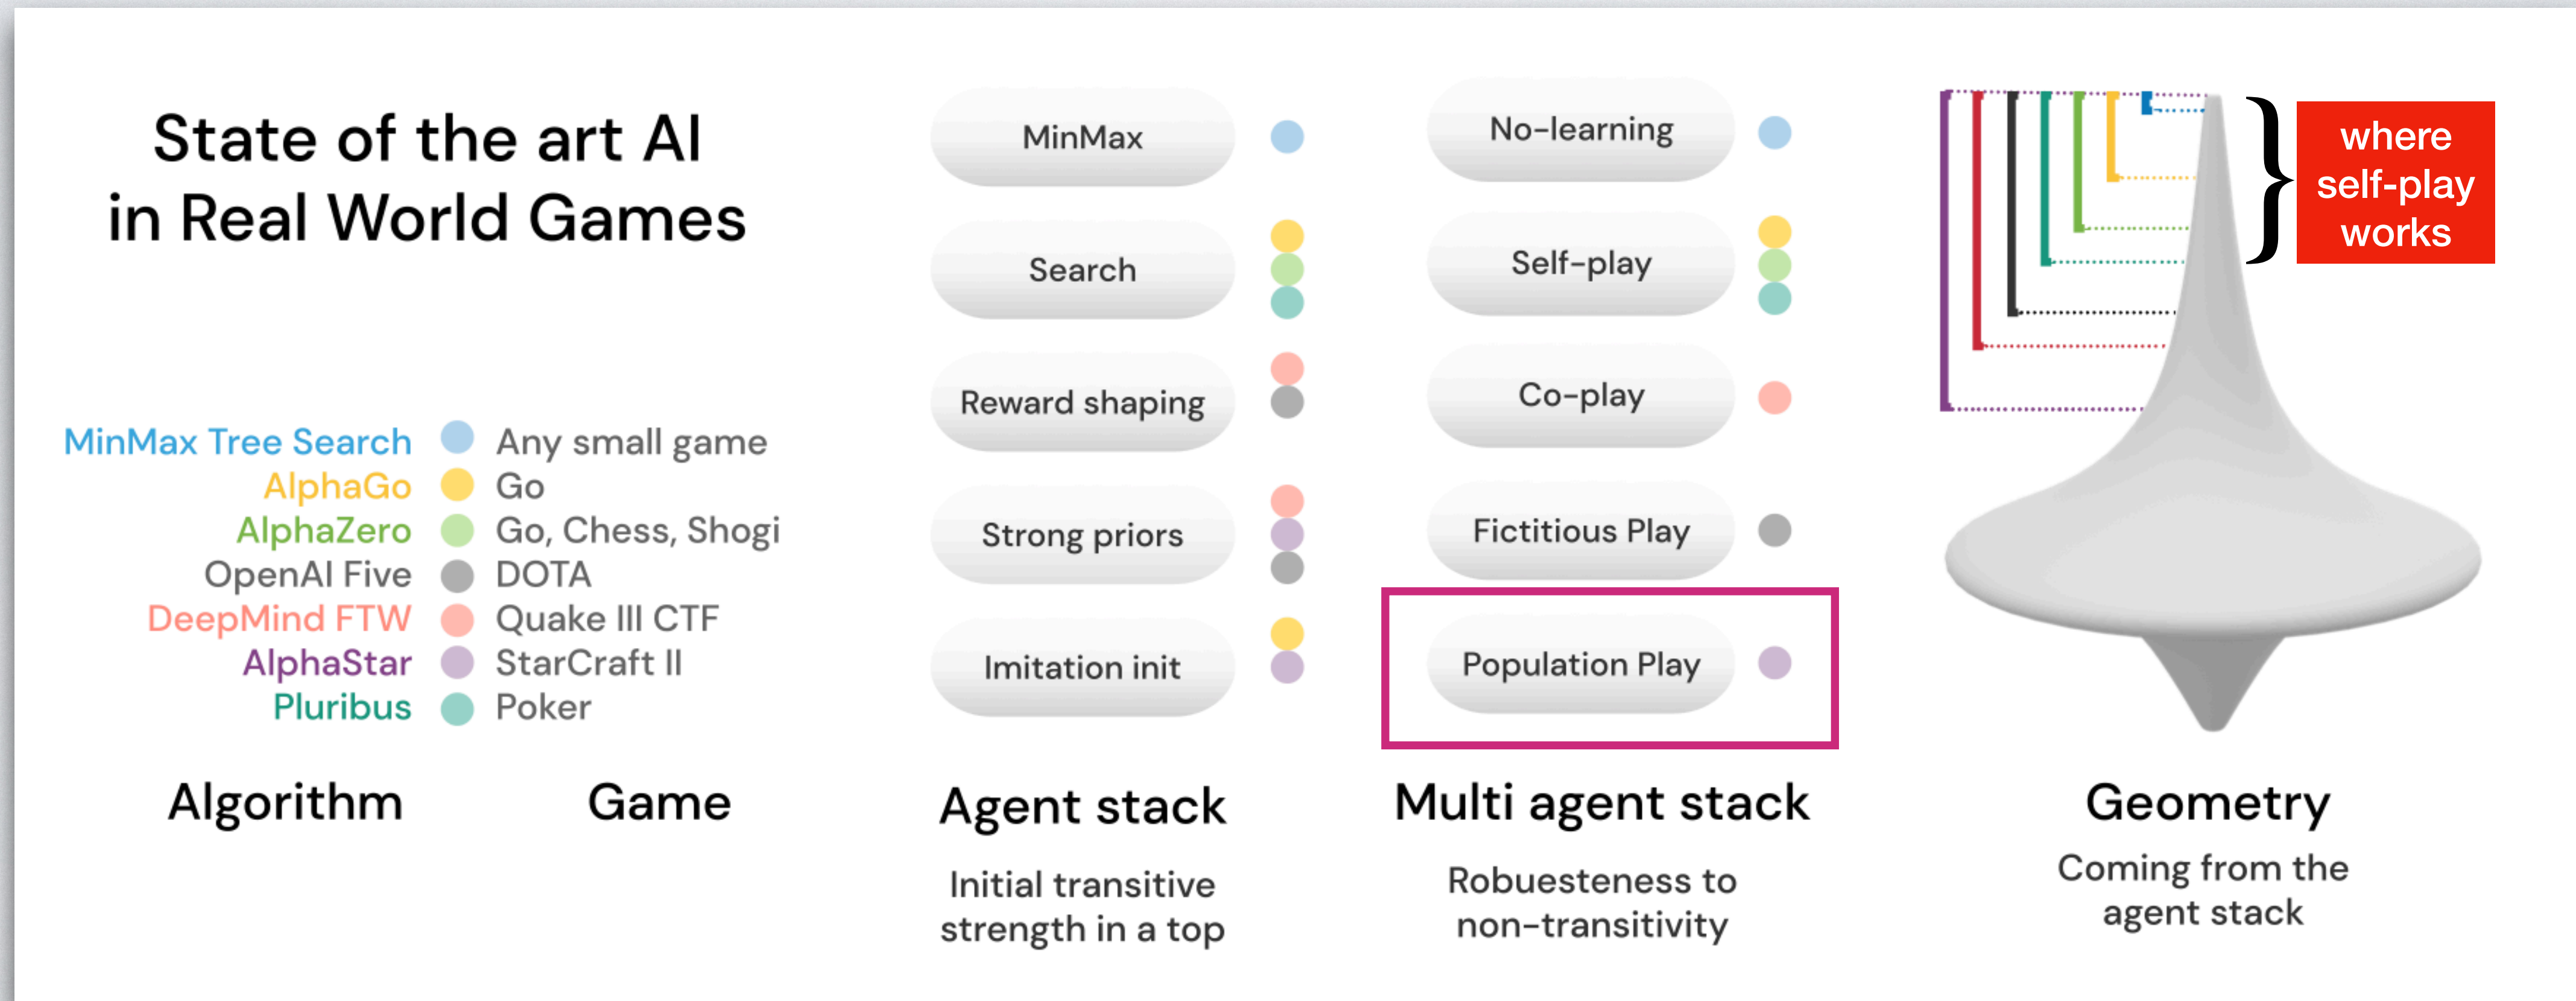 State of the art AI
in Real World Games
MinMax Tree Search Any small game
AlphaGo Go
AlphaZero Go, Chess, Shogi
OpenAI Five DOTA
DeepMind FTW Quake III CTF
AlphaStar StarCraft II
Pluribus Poker
Algorithm Game
MinMax
Search
Reward shaping
Strong priors
Imitation init
Agent stack
Initial transitive
strength in a top
No-learning
Self-play
Co-play
Fictitious Play
Population Play
Multi agent stack
Robuesteness to
non-transitivity
where
self-play
works
Geometry
Coming from the
agent stack